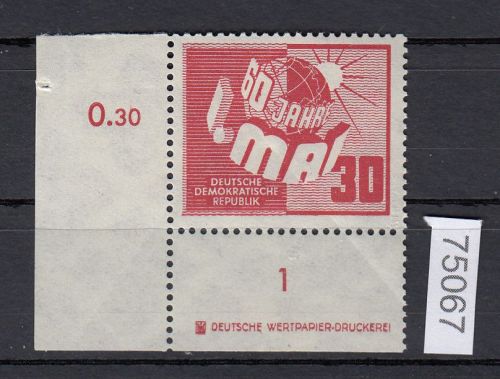 0.30
60 JAHRE
1. MAI
30
DEUTSCHE
DEMOKRATISCHE
REPUBLIK
1
DEUTSCHE WERTPAPIER-DRUCKEREI
75067